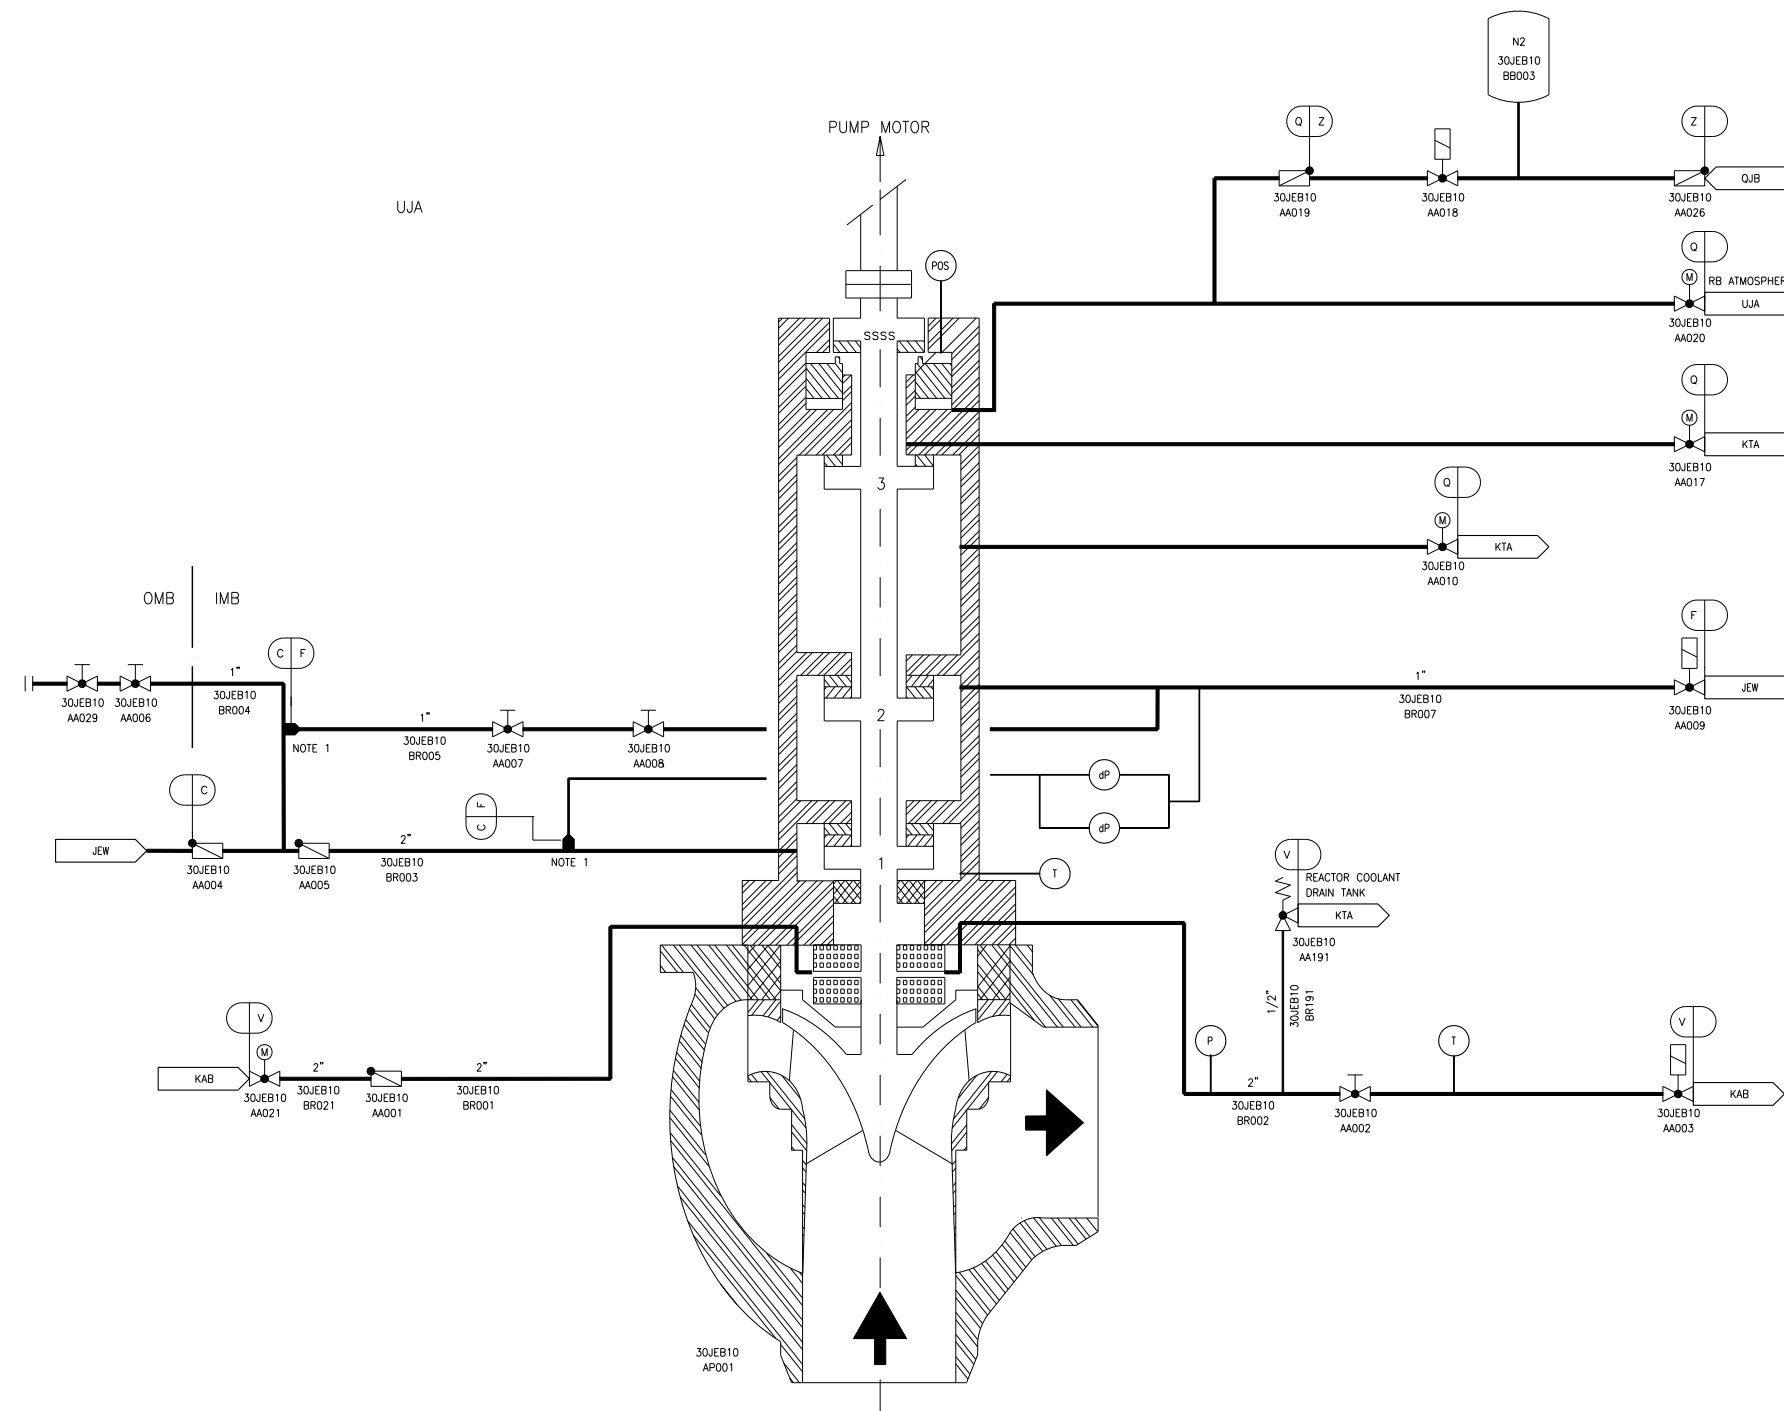 N2
30JEB10
BB003
PUMP MOTOR
Q Z
Z
QJB
30JEB10
AA019
30JEB10
AA018
30JEB10
AA026
UJA
Q
POS
M
RB ATMOSPHER
UJA
30JEB10
AA020
SSSS
Q
M
KTA
30JEB10
AA017
3
Q
M
KTA
30JEB10
AA010
OMB
IMB
C F
F
1"
30JEB10
BR004
30JEB10
AA029
30JEB10
AA006
1"
30JEB10
BR007
JEW
30JEB10
AA009
2
1"
30JEB10
BR005
NOTE 1
30JEB10
AA007
30JEB10
AA008
dP
dP
C
C F
JEW
30JEB10
AA004
30JEB10
AA005
2"
30JEB10
BR003
NOTE 1
1
T
V
REACTOR COOLANT
DRAIN TANK
KTA
30JEB10
AA191
1/2"
30JEB10
BR191
V
M
KAB
30JEB10
AA021
2"
30JEB10
BR021
30JEB10
AA001
2"
30JEB10
BR001
P
2"
30JEB10
BR002
30JEB10
AA002
T
V
KAB
30JEB10
AA003
30JEB10
AP001